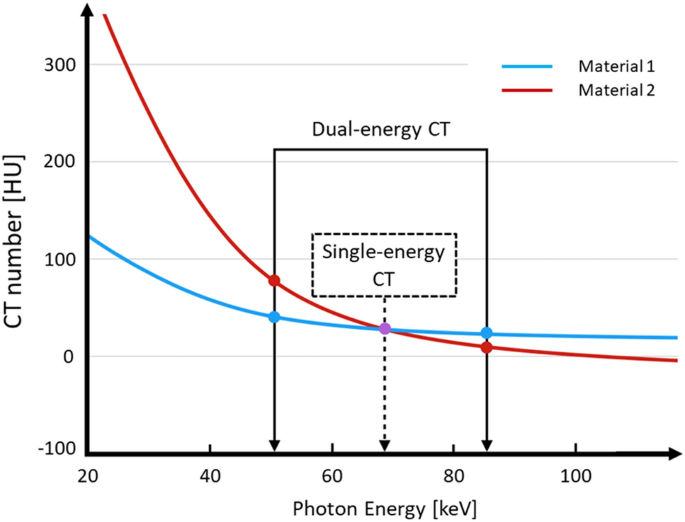 CT number [HU]
300
200
100
0
-100
20
40
60
80
100
Photon Energy [keV]
Material 1
Material 2
Dual-energy CT
Single-energy
CT